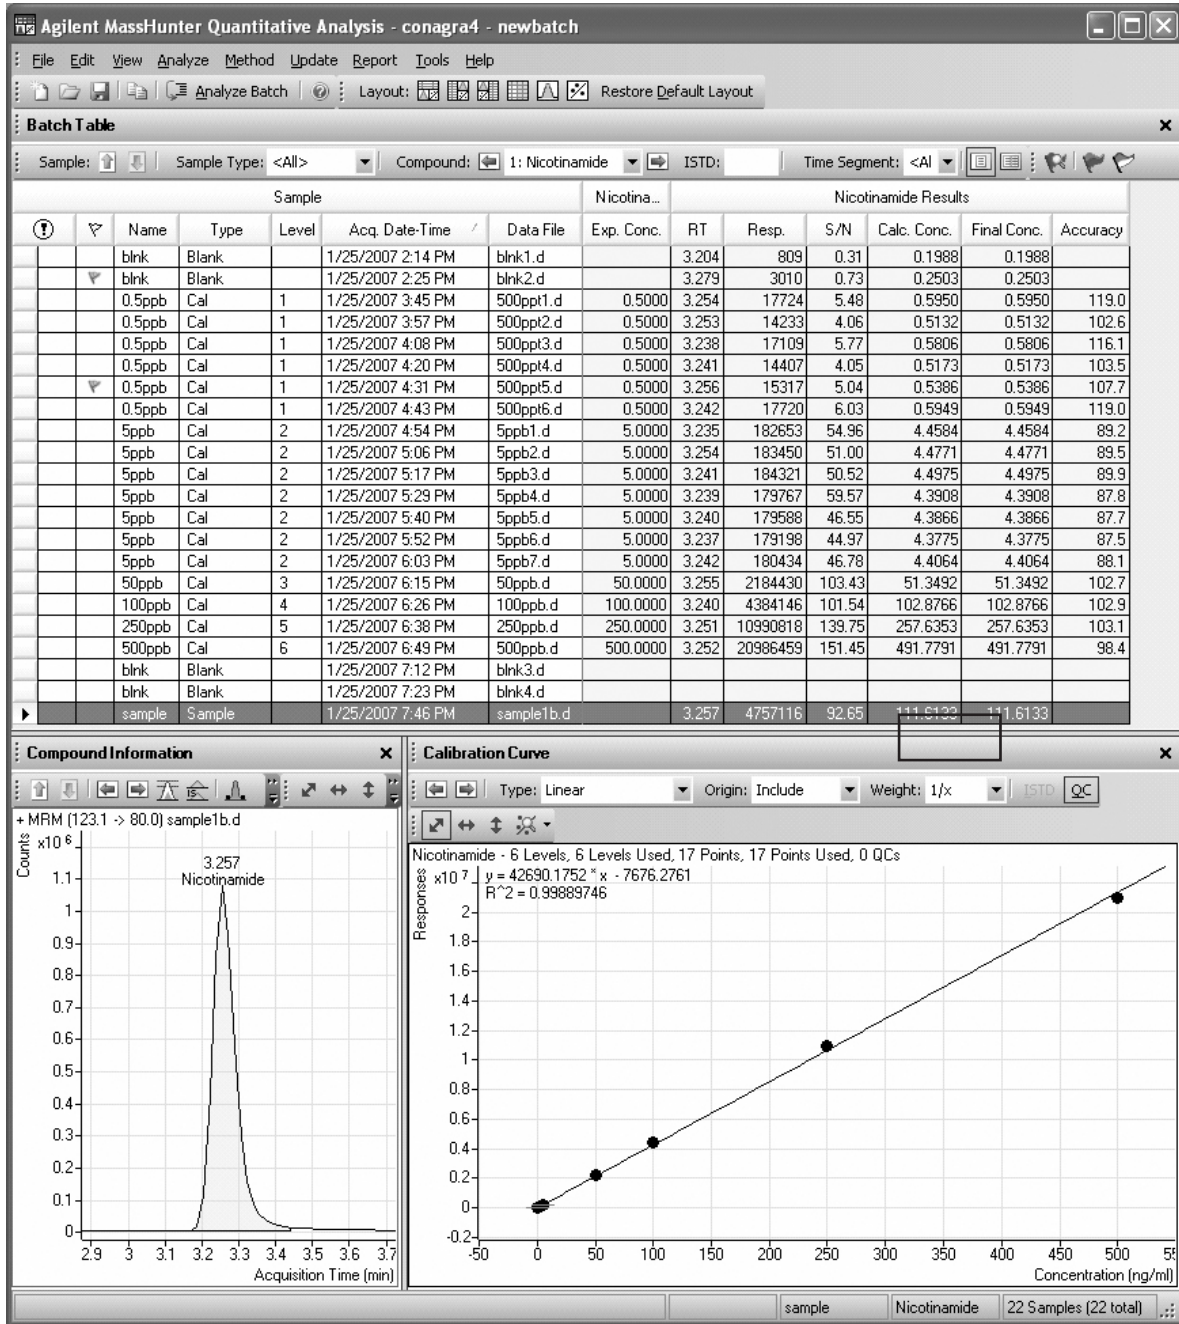 Agilent MassHunter Quantitative Analysis - conagra4 - newbatch
File Edit View Analyze Method Update Report Tools Help
Analyze Batch Layout: Restore Default Layout
Batch Table
Sample: Sample Type: <All> Compound: 1: Nicotinamide ISTD: Time Segment: <Al
Sample Nicotina... Nicotinamide Results
Name Type Level Acq. Date-Time Data File Exp. Conc. RT Resp. S/N Calc. Conc. Final Conc. Accuracy
blnk Blank 1/25/2007 2:14 PM blnk1.d 3.204 809 0.31 0.1988 0.1988
blnk Blank 1/25/2007 2:25 PM blnk2.d 3.279 3010 0.73 0.2503 0.2503
0.5ppb Cal 1 1/25/2007 3:45 PM 500ppt1.d 0.5000 3.254 17724 5.48 0.5950 0.5950 119.0
0.5ppb Cal 1 1/25/2007 3:57 PM 500ppt2.d 0.5000 3.253 14233 4.06 0.5132 0.5132 102.6
0.5ppb Cal 1 1/25/2007 4:08 PM 500ppt3.d 0.5000 3.238 17109 5.77 0.5806 0.5806 116.1
0.5ppb Cal 1 1/25/2007 4:20 PM 500ppt4.d 0.5000 3.241 14407 4.05 0.5173 0.5173 103.5
0.5ppb Cal 1 1/25/2007 4:31 PM 500ppt5.d 0.5000 3.256 15317 5.04 0.5386 0.5386 107.7
0.5ppb Cal 1 1/25/2007 4:43 PM 500ppt6.d 0.5000 3.242 17720 6.03 0.5949 0.5949 119.0
5ppb Cal 2 1/25/2007 4:54 PM 5ppb1.d 5.0000 3.235 182653 54.96 4.4584 4.4584 89.2
5ppb Cal 2 1/25/2007 5:06 PM 5ppb2.d 5.0000 3.254 183450 51.00 4.4771 4.4771 89.5
5ppb Cal 2 1/25/2007 5:17 PM 5ppb3.d 5.0000 3.241 184321 50.52 4.4975 4.4975 89.9
5ppb Cal 2 1/25/2007 5:29 PM 5ppb4.d 5.0000 3.239 179767 59.57 4.3908 4.3908 87.8
5ppb Cal 2 1/25/2007 5:40 PM 5ppb5.d 5.0000 3.240 179588 46.55 4.3866 4.3866 87.7
5ppb Cal 2 1/25/2007 5:52 PM 5ppb6.d 5.0000 3.237 179198 44.97 4.3775 4.3775 87.5
5ppb Cal 2 1/25/2007 6:03 PM 5ppb7.d 5.0000 3.242 180434 46.78 4.4064 4.4064 88.1
50ppb Cal 3 1/25/2007 6:15 PM 50ppb.d 50.0000 3.255 2184430 103.43 51.3492 51.3492 102.7
100ppb Cal 4 1/25/2007 6:26 PM 100ppb.d 100.0000 3.240 4384146 101.54 102.8766 102.8766 102.9
250ppb Cal 5 1/25/2007 6:38 PM 250ppb.d 250.0000 3.251 10990818 139.75 257.6353 257.6353 103.1
500ppb Cal 6 1/25/2007 6:49 PM 500ppb.d 500.0000 3.252 20986459 151.45 491.7791 491.7791 98.4
blnk Blank 1/25/2007 7:12 PM blnk3.d
blnk Blank 1/25/2007 7:23 PM blnk4.d
sample Sample 1/25/2007 7:46 PM sample1b.d 3.257 4757116 92.65 111.6133 111.6133
Compound Information
IS
+ MRM (123.1 -> 80.0) sample1b.d
Counts
x10 6
3.257
Nicotinamide
1.1
1
0.9
0.8
0.7
0.6
0.5
0.4
0.3
0.2
0.1
0
2.9 3 3.1 3.2 3.3 3.4 3.5 3.6 3.7
Acquisition Time (min)
Calibration Curve
Type: Linear Origin: Include Weight: 1/x ISTD QC
Nicotinamide - 6 Levels, 6 Levels Used, 17 Points, 17 Points Used, 0 QCs
Responses
x10 7
y = 42690.1752 * x - 7676.2761
R^2 = 0.99889746
2
1.8
1.6
1.4
1.2
1
0.8
0.6
0.4
0.2
0
-0.2
-50 0 50 100 150 200 250 300 350 400 450 500 55
Concentration (ng/ml)
sample Nicotinamide 22 Samples (22 total)